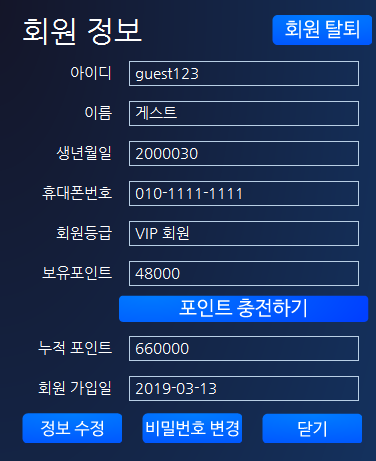 회원 정보 회원 탈퇴
아이디 guest123
이름 게스트
생년월일 2000030
휴대폰번호 010-1111-1111
회원등급 VIP 회원
보유포인트 48000
포인트 충전하기
누적 포인트 660000
회원 가입일 2019-03-13
정보 수정 비밀번호 변경 닫기